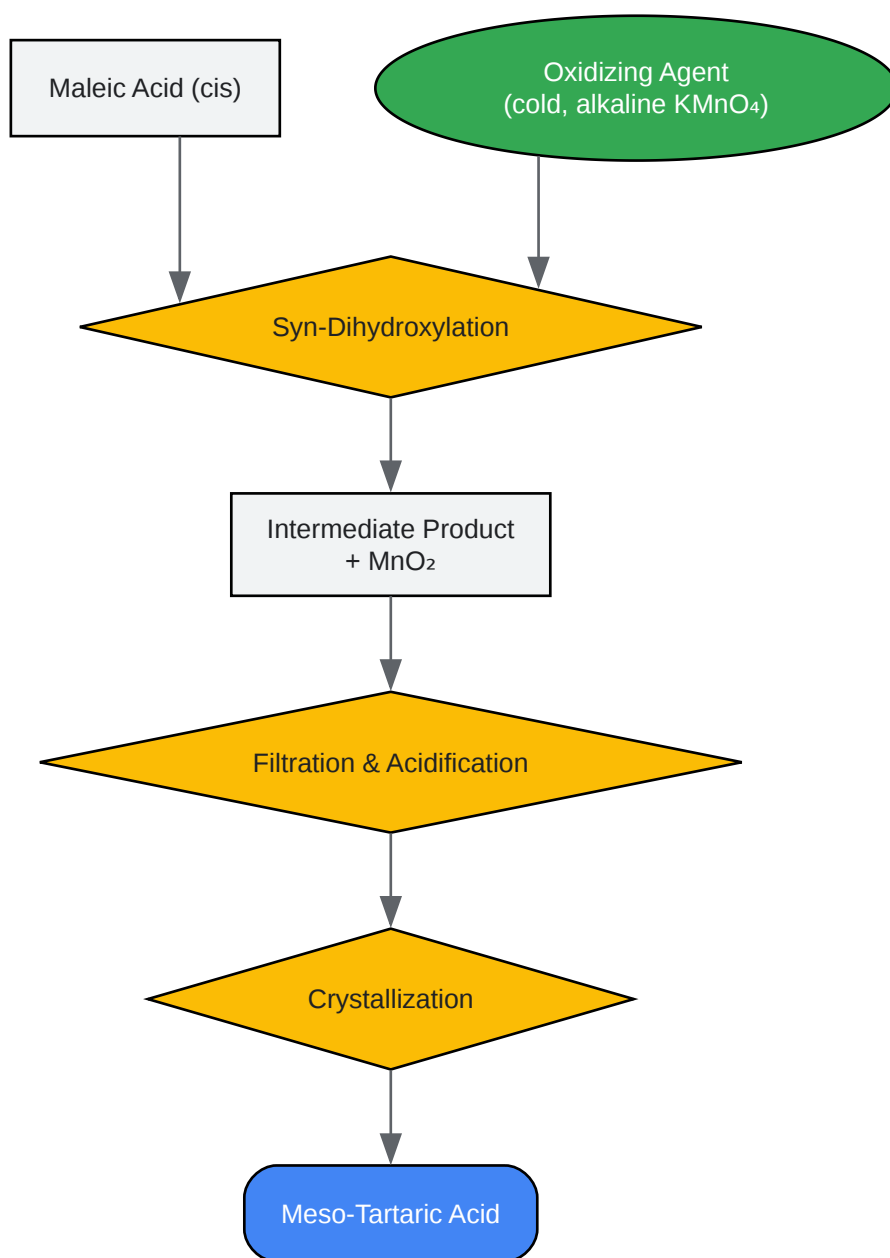 Maleic Acid (cis)
Oxidizing Agent
(cold, alkaline KMnO₄)
Syn-Dihydroxylation
Intermediate Product
+ MnO₂
Filtration & Acidification
Crystallization
Meso-Tartaric Acid